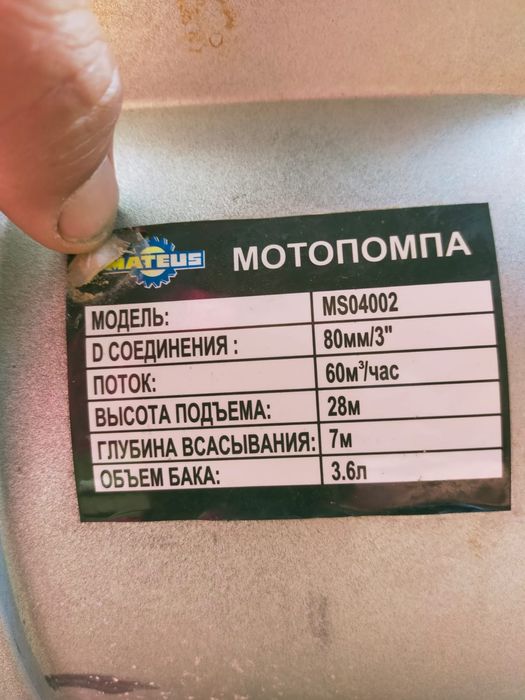 MATEUS МОТОПОМПА
МОДЕЛЬ: MS04002
D СОЕДИНЕНИЯ : 80мм/3"
ПОТОК: 60м³/час
ВЫСОТА ПОДЪЕМА: 28м
ГЛУБИНА ВСАСЫВАНИЯ: 7м
ОБЪЕМ БАКА: 3.6л